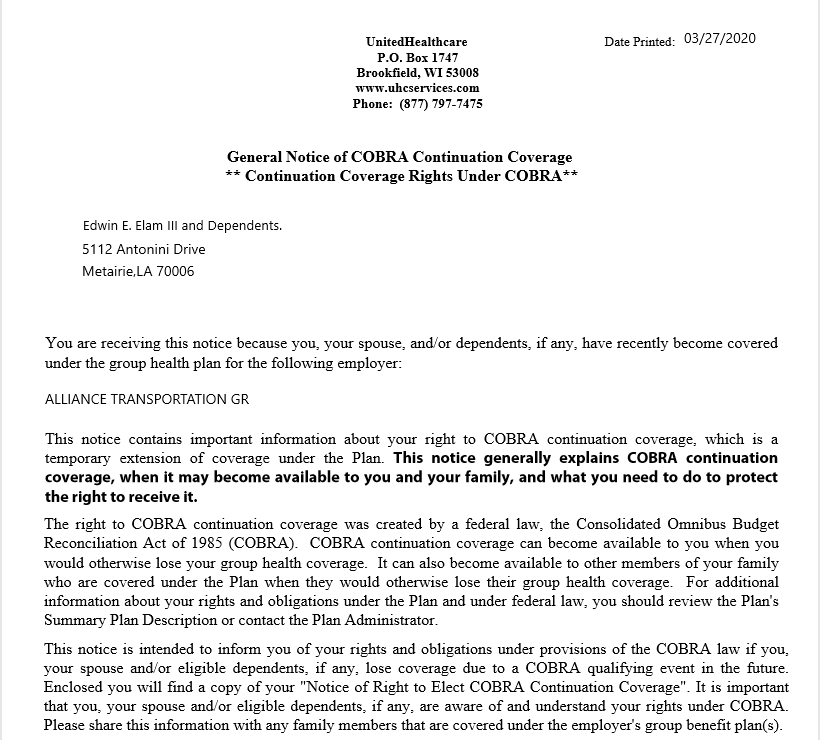 UnitedHealthcare
Date Printed: 03/27/2020
P.O. Box 1747
Brookfield, WI 53008
www.uhcservices.com
Phone: (877) 797-7475
General Notice of COBRA Continuation Coverage
** Continuation Coverage Rights Under COBRA**
Edwin E. Elam III and Dependents.
5112 Antonini Drive
Metairie,LA 70006
You are receiving this notice because you, your spouse, and/or dependents, if any, have recently become covered
under the group health plan for the following employer:
ALLIANCE TRANSPORTATION GR
This notice contains important information about your right to COBRA continuation coverage, which is a
temporary extension of coverage under the Plan. This notice generally explains COBRA continuation
coverage, when it may become available to you and your family, and what you need to do to protect
the right to receive it.
The right to COBRA continuation coverage was created by a federal law, the Consolidated Omnibus Budget
Reconciliation Act of 1985 (COBRA). COBRA continuation coverage can become available to you when you
would otherwise lose your group health coverage. It can also become available to other members of your family
who are covered under the Plan when they would otherwise lose their group health coverage. For additional
information about your rights and obligations under the Plan and under federal law, you should review the Plan's
Summary Plan Description or contact the Plan Administrator.
This notice is intended to inform you of your rights and obligations under provisions of the COBRA law if you,
your spouse and/or eligible dependents, if any, lose coverage due to a COBRA qualifying event in the future.
Enclosed you will find a copy of your "Notice of Right to Elect COBRA Continuation Coverage". It is important
that you, your spouse and/or eligible dependents, if any, are aware of and understand your rights under COBRA.
Please share this information with any family members that are covered under the employer's group benefit plan(s).